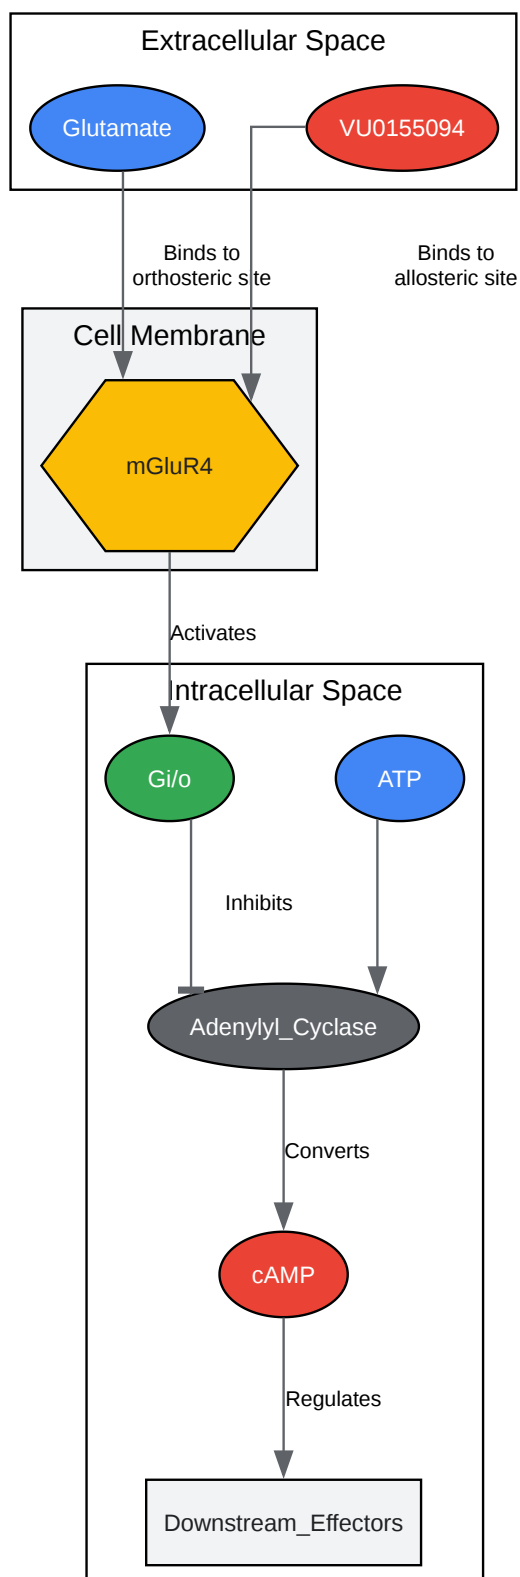 Extracellular Space
Glutamate
VU0155094
Binds to
orthosteric site
Binds to
allosteric site
Cell Membrane
mGluR4
Activates
Intracellular Space
Gi/o
ATP
Inhibits
Adenylyl_Cyclase
Converts
cAMP
Regulates
Downstream_Effectors